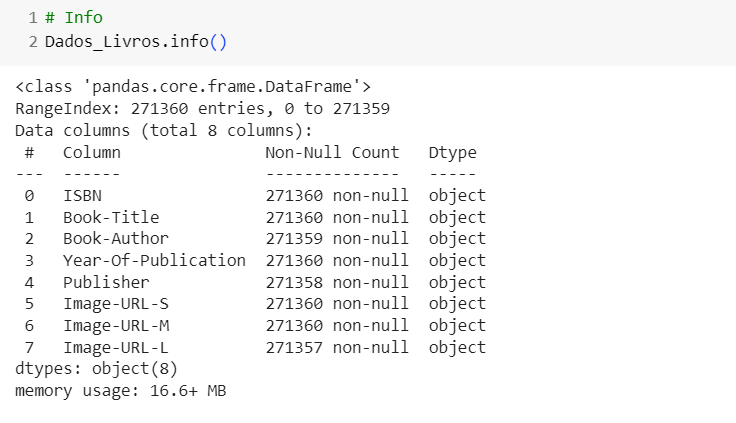 1 # Info
2 Dados_Livros.info()
<class 'pandas.core.frame.DataFrame'>
RangeIndex: 271360 entries, 0 to 271359
Data columns (total 8 columns):
 #   Column               Non-Null Count   Dtype
---  ------               --------------   -----
 0   ISBN                 271360 non-null  object
 1   Book-Title           271360 non-null  object
 2   Book-Author          271359 non-null  object
 3   Year-Of-Publication  271360 non-null  object
 4   Publisher            271358 non-null  object
 5   Image-URL-S          271360 non-null  object
 6   Image-URL-M          271360 non-null  object
 7   Image-URL-L          271357 non-null  object
dtypes: object(8)
memory usage: 16.6+ MB